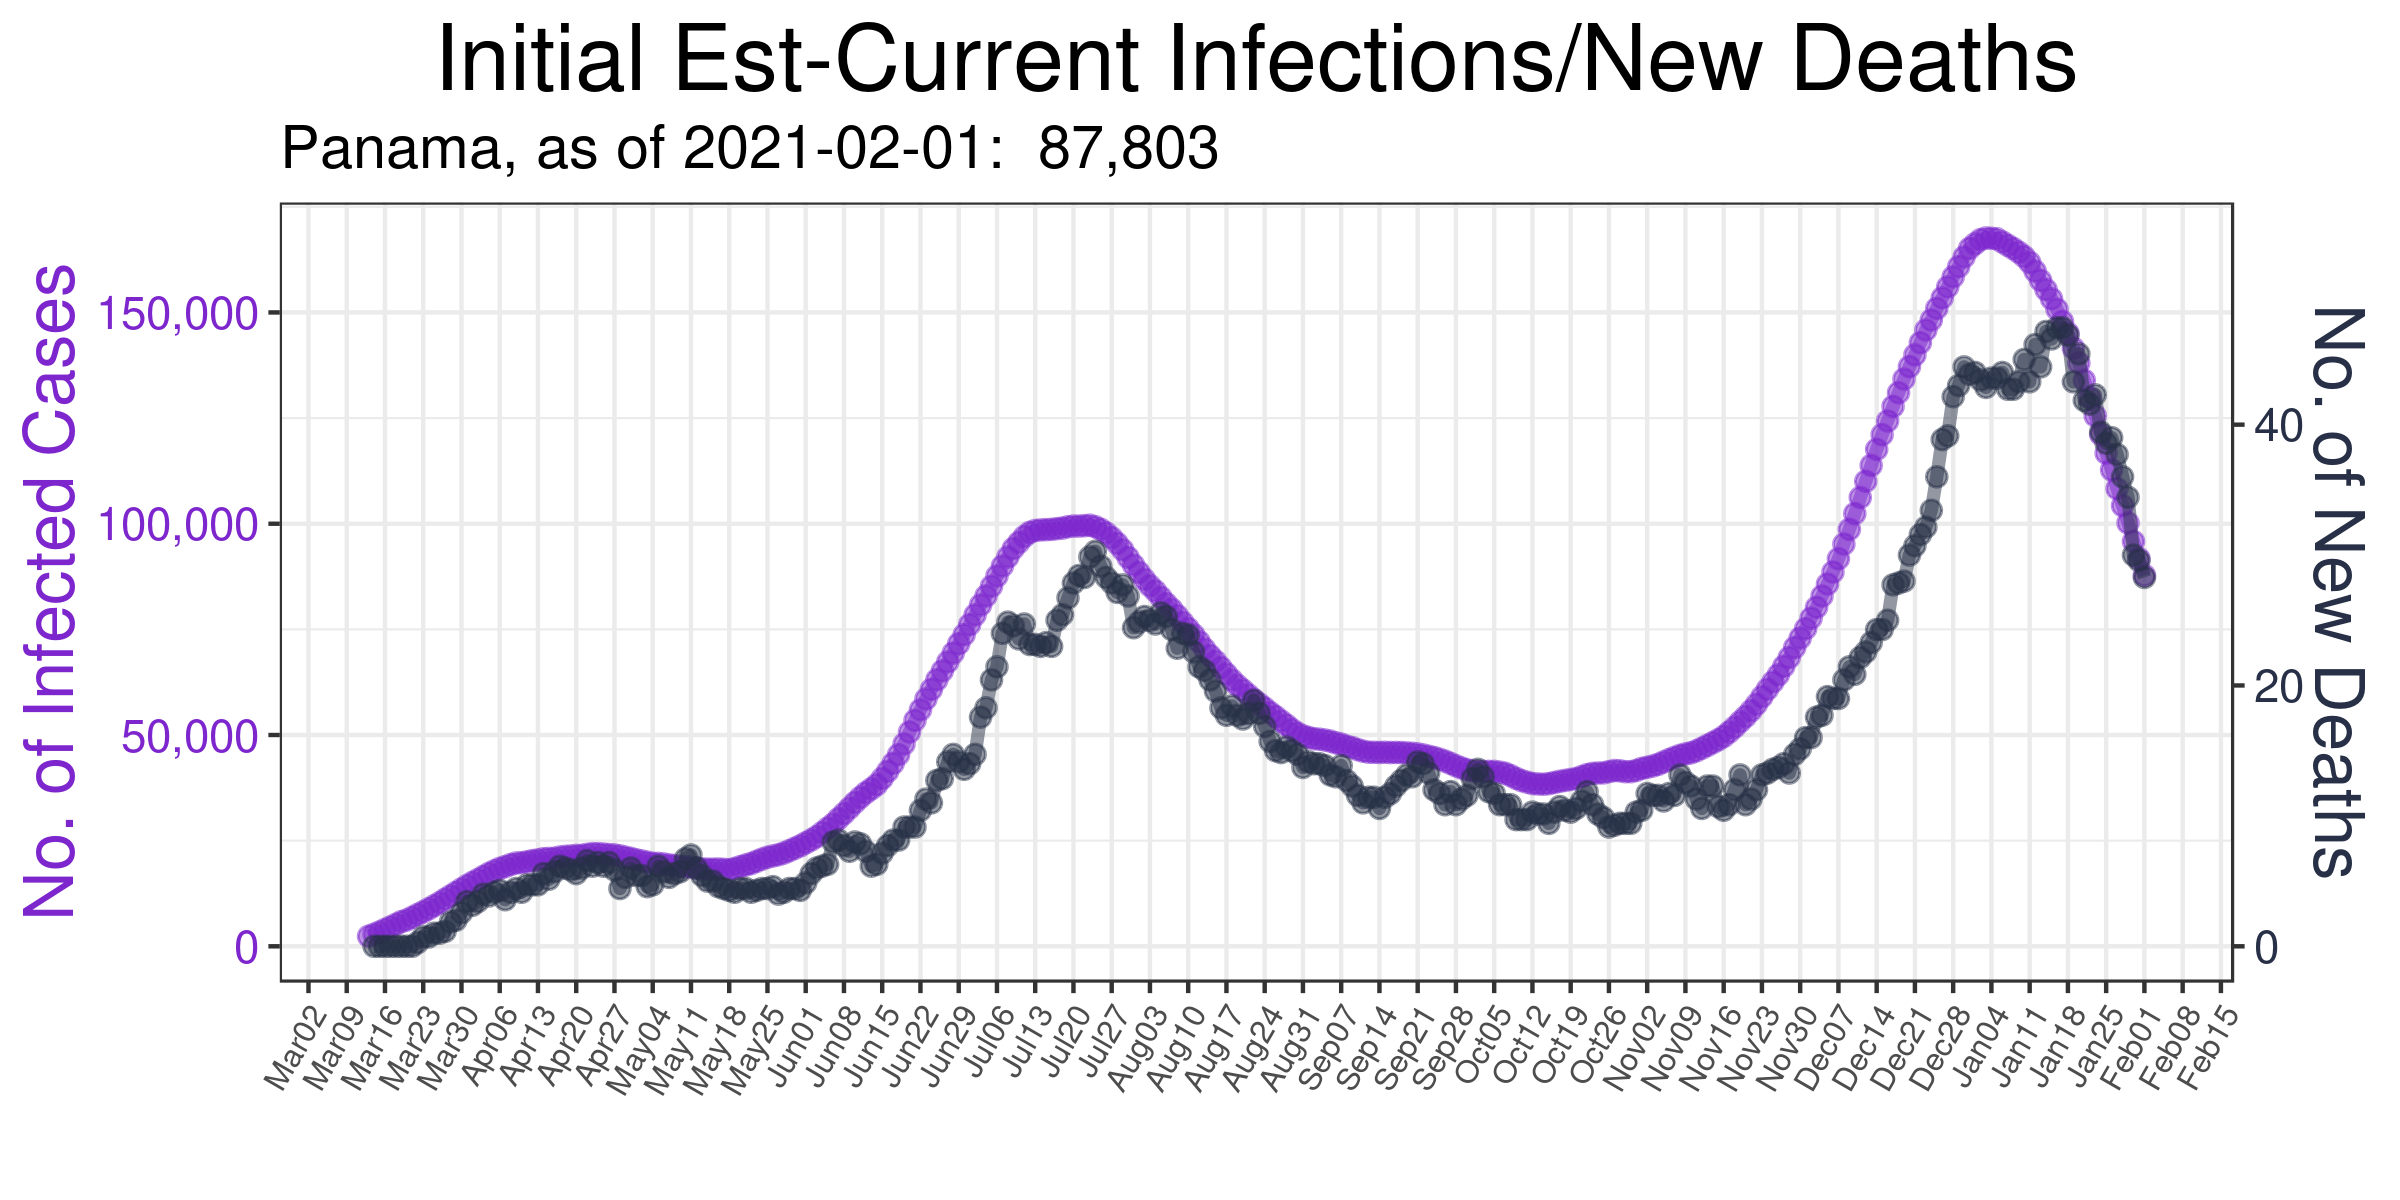 Initial Est-Current Infections/New Deaths
Panama, as of 2021-02-01:  87,803
No. of Infected Cases
150,000
100,000
50,000
0
40
20
0
No. of New Deaths
Mar02
Mar09
Mar16
Mar23
Mar30
Apr06
Apr13
Apr20
Apr27
May04
May11
May18
May25
Jun01
Jun08
Jun15
Jun22
Jun29
Jul06
Jul13
Jul20
Jul27
Aug03
Aug10
Aug17
Aug24
Aug31
Sep07
Sep14
Sep21
Sep28
Oct05
Oct12
Oct19
Oct26
Nov02
Nov09
Nov16
Nov23
Nov30
Dec07
Dec14
Dec21
Dec28
Jan04
Jan11
Jan18
Jan25
Feb01
Feb08
Feb15